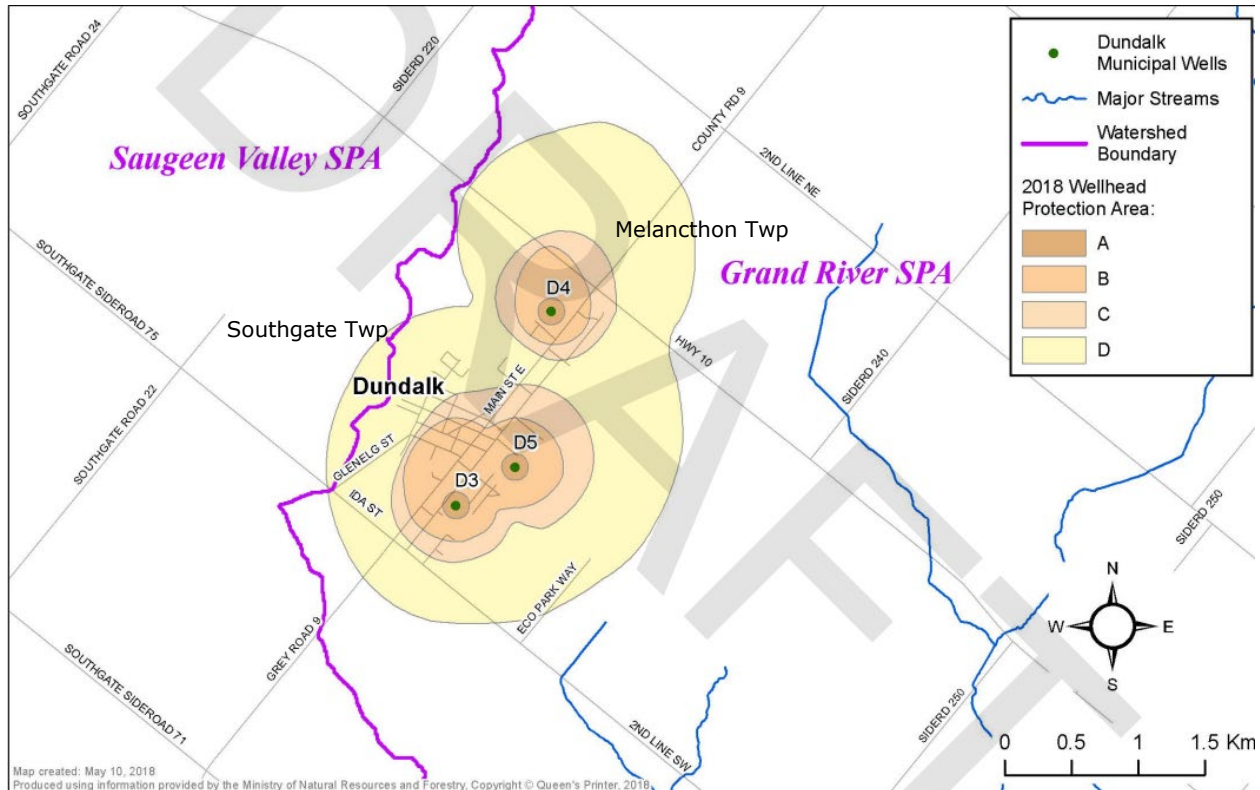 SOUTHGATE ROAD 24
SIDERD 220
COUNTY RD 9
2ND LINE NE
Saugeen Valley SPA
Melancthon Twp
Grand River SPA
SOUTHGATE SIDEROAD 75
Southgate Twp
D4
HWY 10
SIDERD 240
Dundalk
MAIN ST E
SOUTHGATE ROAD 22
GLENELG ST
D5
D3
IDA ST
SIDERD 250
ECO PARK WAY
GREY ROAD 9
SOUTHGATE SIDEROAD 71
2ND LINE SW
SIDERD 250
DRAFT
Dundalk
Municipal Wells
Major Streams
Watershed
Boundary
2018 Wellhead
Protection Area:
A
B
C
D
N
W
E
S
0 0.5 1 1.5 Km
Map created: May 10, 2018
Produced using information provided by the Ministry of Natural Resources and Forestry, Copyright © Queen's Printer, 2018.